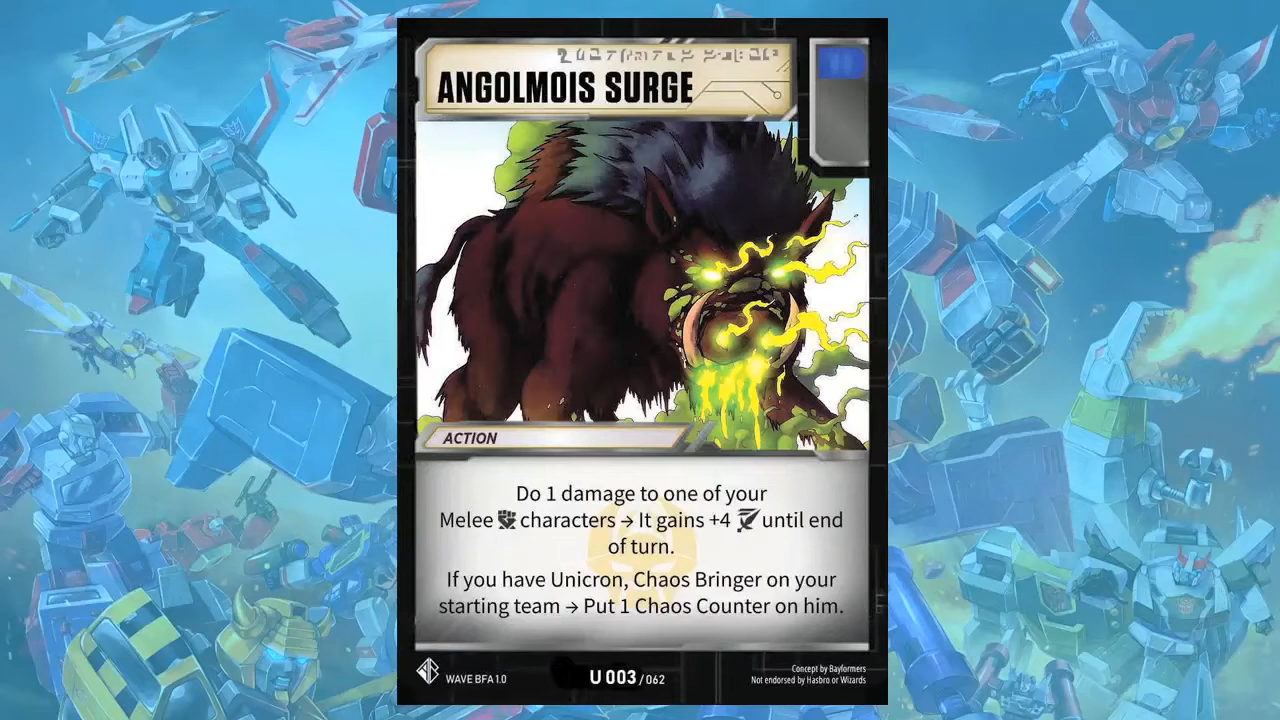 ANGOLMOIS SURGE
ACTION
Do 1 damage to one of your
Melee characters → It gains +4 until end
of turn.
If you have Unicron, Chaos Bringer on your
starting team → Put 1 Chaos Counter on him.
WAVE BFA 1.0
U 003 / 062
Concept by Bayformers
Not endorsed by Hasbro or Wizards